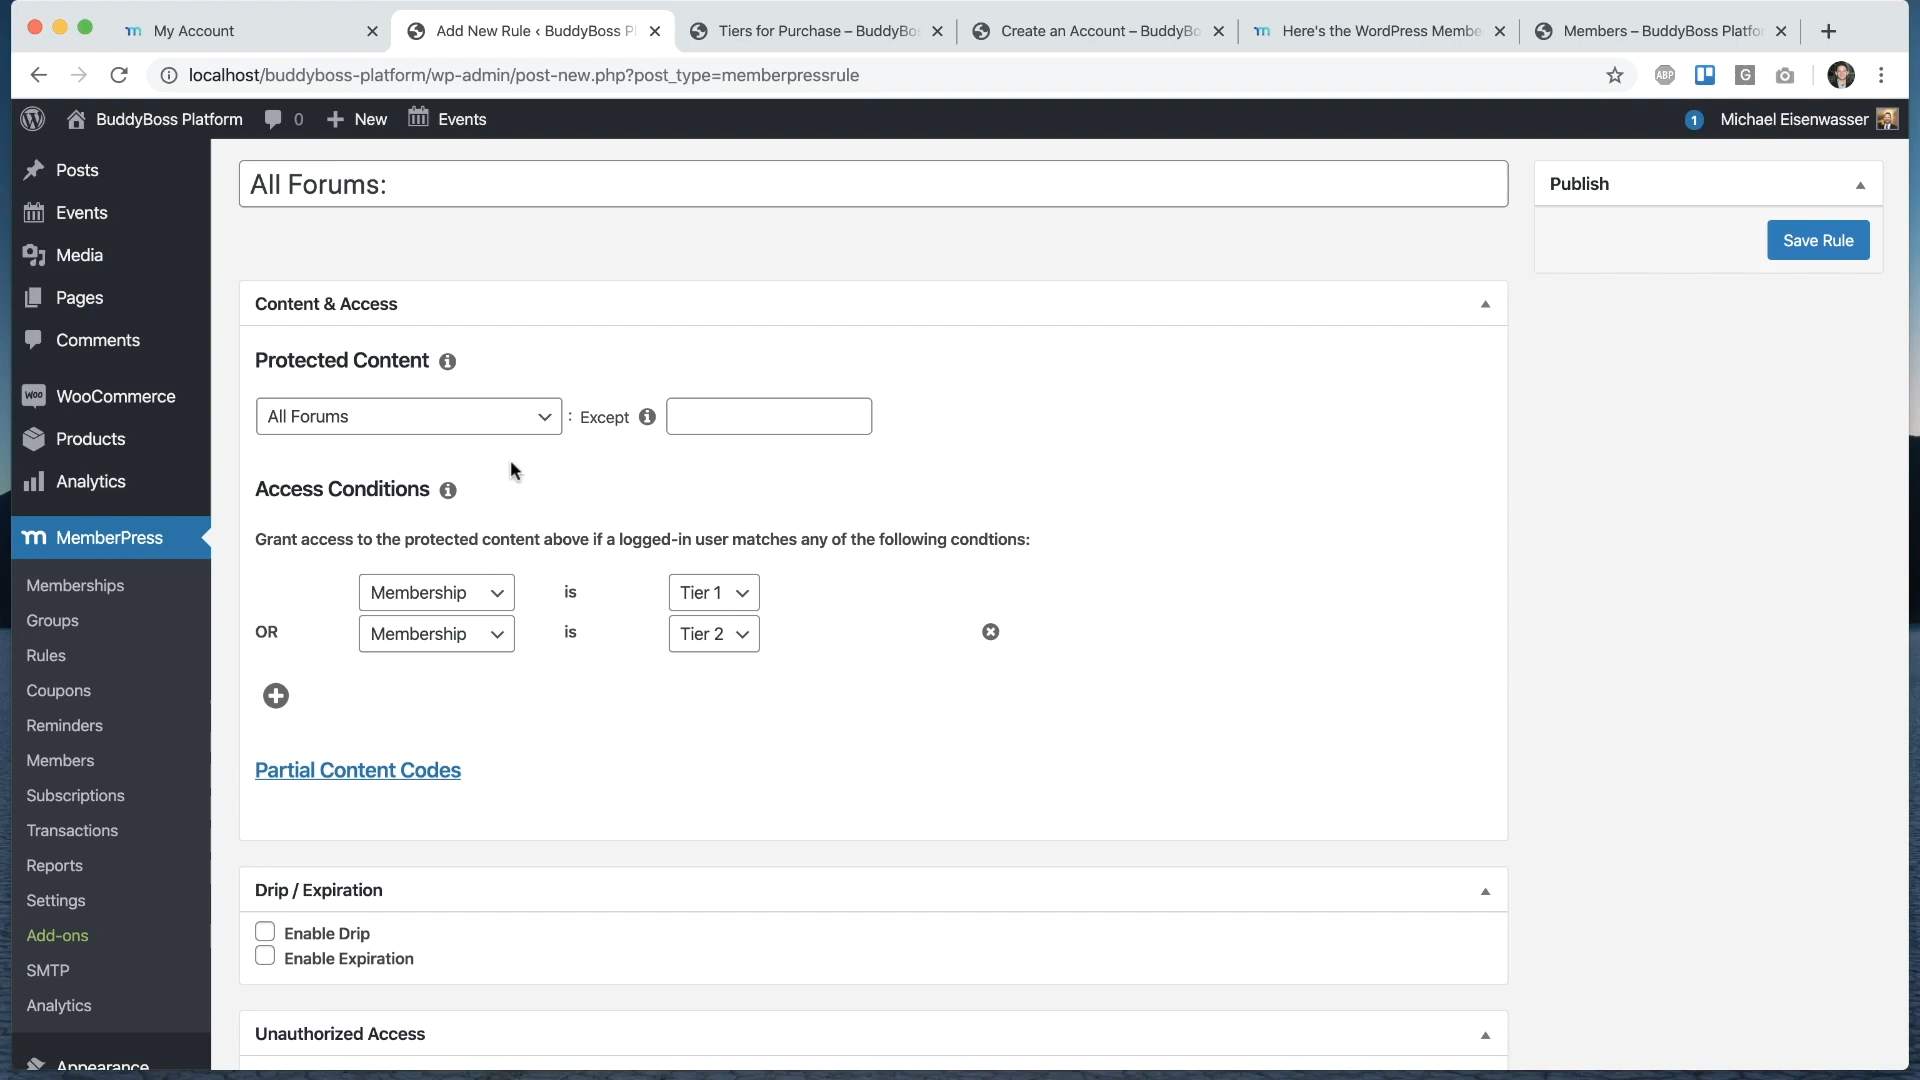 My Account
Add New Rule ‹ BuddyBoss P
Tiers for Purchase – BuddyBos
Create an Account – BuddyBo
Here's the WordPress Membe
Members – BuddyBoss Platfor
localhost/buddyboss-platform/wp-admin/post-new.php?post_type=memberpressrule
ABP
G
BuddyBoss Platform
0
New
Events
1
Michael Eisenwasser
Posts
Events
Media
Pages
Comments
Woo
WooCommerce
Products
Analytics
MemberPress
Memberships
Groups
Rules
Coupons
Reminders
Members
Subscriptions
Transactions
Reports
Settings
Add-ons
SMTP
Analytics
Appearance
All Forums:
Content & Access
Protected Content
All Forums : Except
Access Conditions
Grant access to the protected content above if a logged-in user matches any of the following condtions:
Membership is Tier 1
OR Membership is Tier 2
Partial Content Codes
Drip / Expiration
Enable Drip
Enable Expiration
Unauthorized Access
Publish
Save Rule